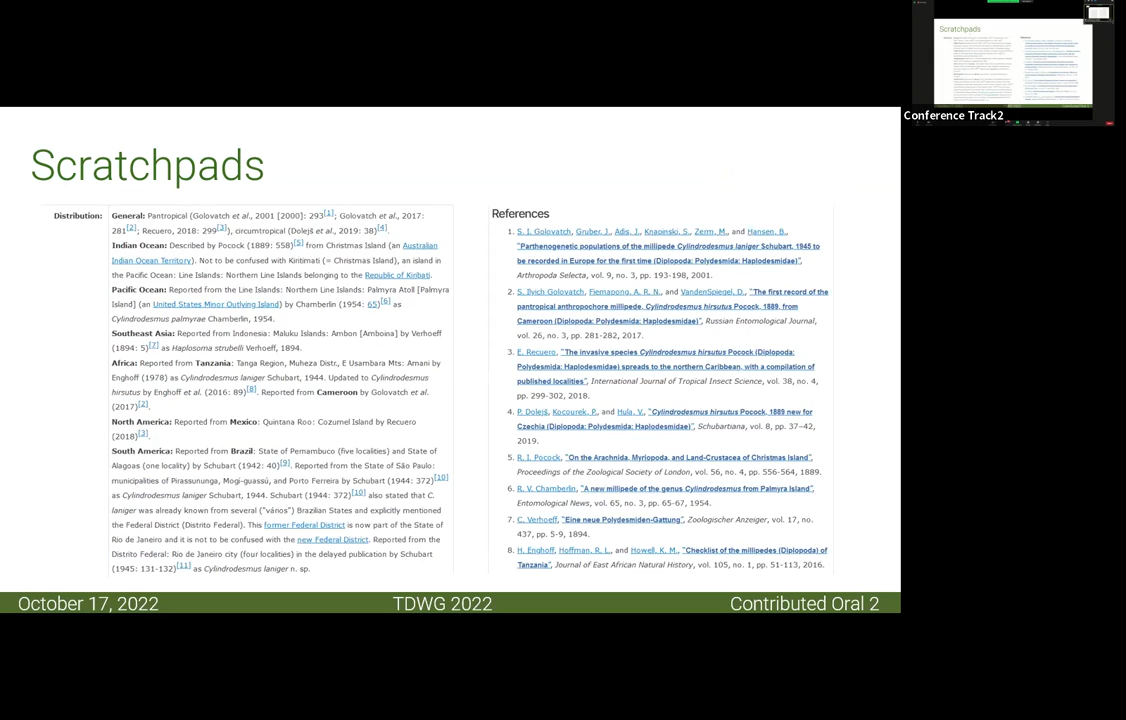 Scratchpads
Distribution:
General: Pantropical (Golovatch et al., 2001 [2000]: 293[1]; Golovatch et al., 2017:
281[2]; Recuero, 2018: 299[3]), circumtropical (Dolejš et al., 2019: 38)[4].
Indian Ocean: Described by Pocock (1889: 558)[5] from Christmas Island (an Australian
Indian Ocean Territory). Not to be confused with Kiritimati (= Christmas Island), an island in
the Pacific Ocean: Line Islands: Northern Line Islands belonging to the Republic of Kiribati.
Pacific Ocean: Reported from the Line Islands: Northern Line Islands: Palmyra Atoll [Palmyra
Island] (an United States Minor Outlying Island) by Chamberlin (1954: 65)[6] as
Cylindrodesmus palmyrae Chamberlin, 1954.
Southeast Asia: Reported from Indonesia: Maluku Islands: Ambon [Amboina] by Verhoeff
(1894: 5)[7] as Haplosoma strubelli Verhoeff, 1894.
Africa: Reported from Tanzania: Tanga Region, Muheza Distr., E Usambara Mts: Amani by
Enghoff (1978) as Cylindrodesmus laniger Schubart, 1944. Updated to Cylindrodesmus
hirsutus by Enghoff et al. (2016: 89)[8]. Reported from Cameroon by Golovatch et al.
(2017)[2].
North America: Reported from Mexico: Quintana Roo: Cozumel Island by Recuero
(2018)[3].
South America: Reported from Brazil: State of Pernambuco (five localities) and State of
Alagoas (one locality) by Schubart (1942: 40)[9]. Reported from the State of São Paulo:
municipalities of Pirassununga, Mogi-guassú, and Porto Ferreira by Schubart (1944: 372)[10]
as Cylindrodesmus laniger Schubart, 1944. Schubart (1944: 372)[10] also stated that C.
laniger was already known from several ("vános") Brazilian States and explicitly mentioned
the Federal District (Distrito Federal). This former Federal District is now part of the State of
Rio de Janeiro and it is not to be confused with the new Federal District. Reported from the
Distrito Federal: Rio de Janeiro city (four localities) in the delayed publication by Schubart
(1945: 131-132)[11] as Cylindrodesmus laniger n. sp.
References
1. S. I. Golovatch, Gruber, J., Adis, J., Knapinski, S., Zerm, M., and Hansen, B.,
"Parthenogenetic populations of the millipede Cylindrodesmus laniger Schubart, 1945 to
be recorded in Europe for the first time (Diplopoda: Polydesmida: Haplodesmidae)",
Arthropoda Selecta, vol. 9, no. 3, pp. 193-198, 2001.
2. S. Ilyich Golovatch, Fiemapong, A. R. N., and VandenSpiegel, D., "The first record of the
pantropical anthropochore millipede, Cylindrodesmus hirsutus Pocock, 1889, from
Cameroon (Diplopoda: Polydesmida: Haplodesmidae)", Russian Entomological Journal,
vol. 26, no. 3, pp. 281-282, 2017.
3. E. Recuero, "The invasive species Cylindrodesmus hirsutus Pocock (Diplopoda:
Polydesmida: Haplodesmidae) spreads to the northern Caribbean, with a compilation of
published localities", International Journal of Tropical Insect Science, vol. 38, no. 4,
pp. 299-302, 2018.
4. P. Dolejš, Kocourek, P., and Hula, V., "Cylindrodesmus hirsutus Pocock, 1889 new for
Czechia (Diplopoda: Polydesmida: Haplodesmidae)", Schubartiana, vol. 8, pp. 37–42,
2019.
5. R. I. Pocock, "On the Arachnida, Myriopoda, and Land-Crustacea of Christmas Island",
Proceedings of the Zoological Society of London, vol. 56, no. 4, pp. 556-564, 1889.
6. R. V. Chamberlin, "A new millipede of the genus Cylindrodesmus from Palmyra Island",
Entomological News, vol. 65, no. 3, pp. 65-67, 1954.
7. C. Verhoeff, "Eine neue Polydesmiden-Gattung", Zoologischer Anzeiger, vol. 17, no.
437, pp. 5-9, 1894.
8. H. Enghoff, Hoffman, R. L., and Howell, K. M., "Checklist of the millipedes (Diplopoda) of
Tanzania", Journal of East African Natural History, vol. 105, no. 1, pp. 51-113, 2016.
October 17, 2022
TDWG 2022
Contributed Oral 2
Scratchpads
Conference Track2